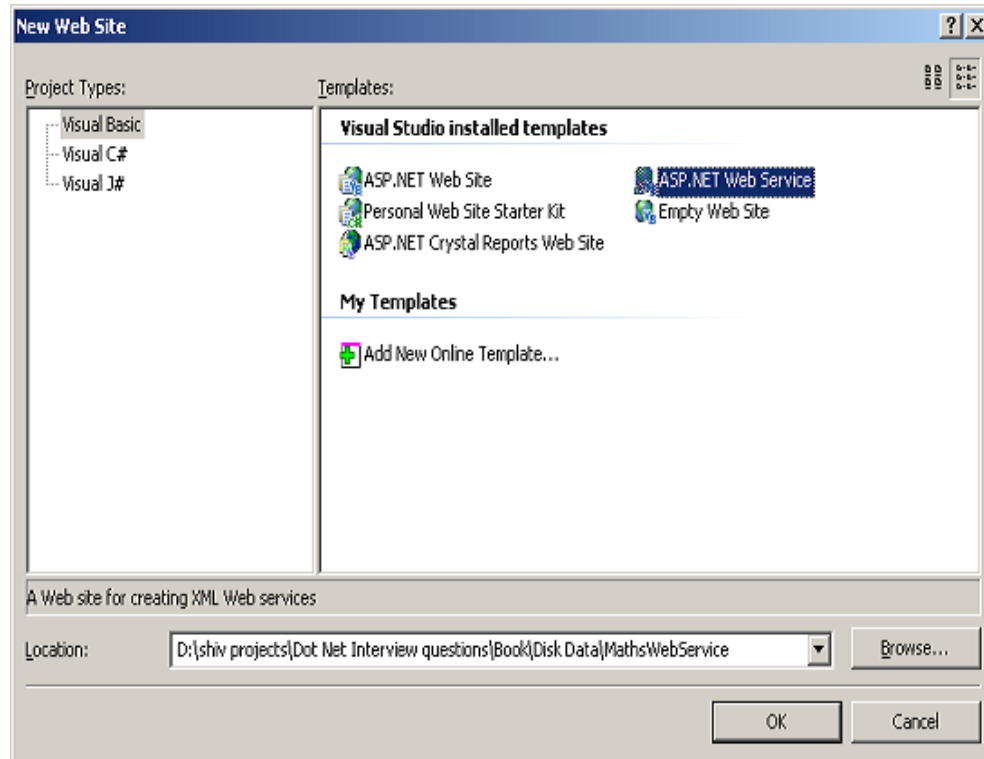 New Web Site
Project Types:
Templates:
Visual Basic
Visual C#
Visual J#
Visual Studio installed templates
ASP.NET Web Site
ASP.NET Web Service
Personal Web Site Starter Kit
Empty Web Site
ASP.NET Crystal Reports Web Site
My Templates
Add New Online Template...
A Web site for creating XML Web services
Location:
D:\shiv projects\Dot Net Interview questions\Book\Disk Data\MathsWebService
Browse...
OK
Cancel